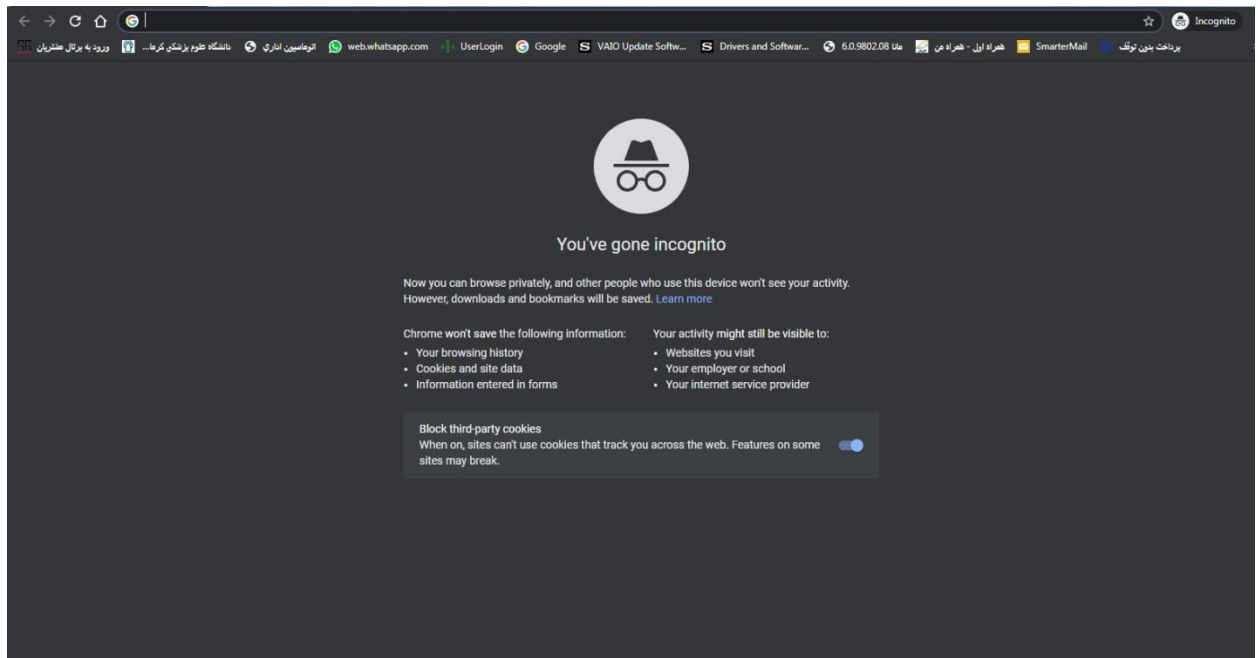 Incognito
ورود به پرتال مشتریان
دانشگاه علوم پزشکی کرما...
اتوماسیون اداري
web.whatsapp.com
UserLogin
Google
VAIO Update Softw...
Drivers and Softwar...
6.0.9802.08 مانا
همراه اول - همراه من
SmarterMail
پرداخت بدون توقف
You've gone incognito
Now you can browse privately, and other people who use this device won't see your activity.
However, downloads and bookmarks will be saved. Learn more
Chrome won't save the following information:
• Your browsing history
• Cookies and site data
• Information entered in forms
Your activity might still be visible to:
• Websites you visit
• Your employer or school
• Your internet service provider
Block third-party cookies
When on, sites can't use cookies that track you across the web. Features on some
sites may break.